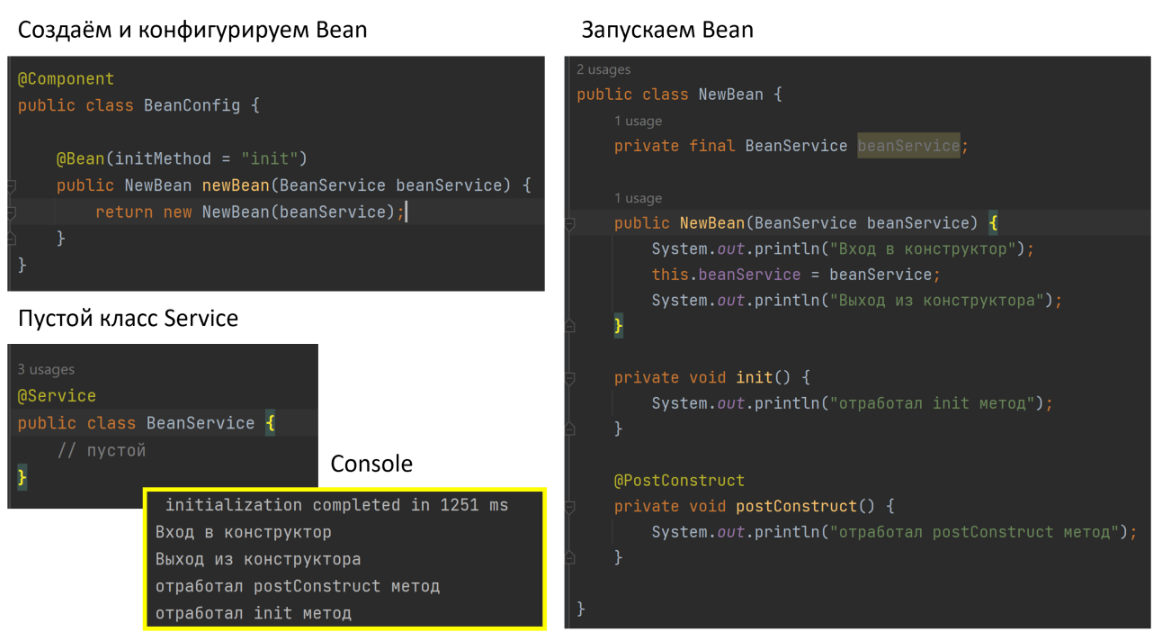 Создаём и конфигурируем Bean
@Component
public class BeanConfig {
@Bean(initMethod = "init")
public NewBean newBean(BeanService beanService) {
return new NewBean(beanService);
}
}
Пустой класс Service
3 usages
@Service
public class BeanService {
// пустой
}
Console
initialization completed in 1251 ms
Вход в конструктор
Выход из конструктора
отработал postConstruct метод
отработал init метод
Запускаем Bean
2 usages
public class NewBean {
1 usage
private final BeanService beanService;
1 usage
public NewBean(BeanService beanService) {
System.out.println("Вход в конструктор");
this.beanService = beanService;
System.out.println("Выход из конструктора");
}
private void init() {
System.out.println("отработал init метод");
}
@PostConstruct
private void postConstruct() {
System.out.println("отработал postConstruct метод");
}
}